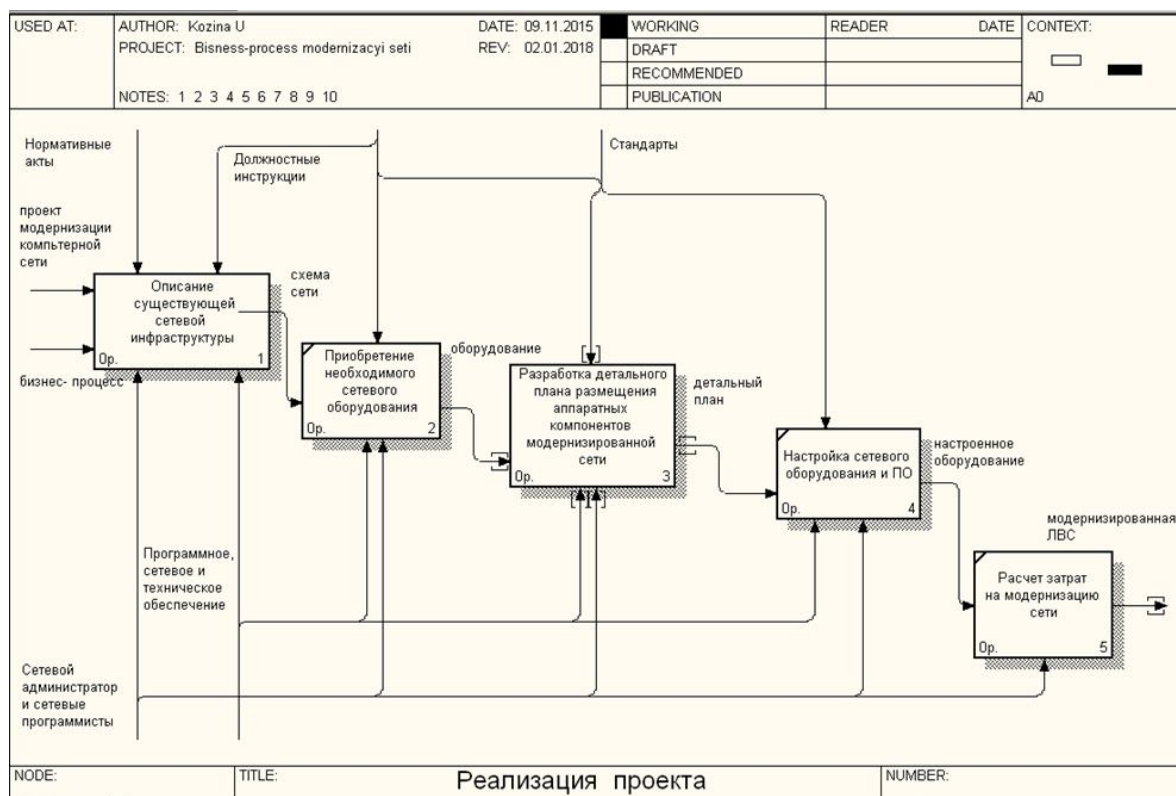 USED AT:
AUTHOR: Kozina U
DATE: 09.11.2015
PROJECT: Bisness-process modernizacyi seti
REV: 02.01.2018
NOTES: 1 2 3 4 5 6 7 8 9 10
WORKING
DRAFT
RECOMMENDED
PUBLICATION
READER
DATE
CONTEXT:
A0
Нормативные
акты
Должностные
инструкции
Стандарты
проект
модернизации
компьтерной
сети
бизнес- процесс
Описание
существующей
сетевой
инфраструктуры
0р.
1
схема
сети
Приобретение
необходимого
сетевого
оборудования
0р.
2
оборудование
Разработка детального
плана размещения
аппаратных
компонентов
модернизированной
сети
0р.
3
детальный
план
Настройка сетевого
оборудования и ПО
0р.
4
настроенное
оборудование
модернизированная
ЛВС
Расчет затрат
на модернизацию
сети
0р.
5
Программное,
сетевое и
техническое
обеспечение
Сетевой
администратор
и сетевые
программисты
NODE:
TITLE:
Реализация проекта
NUMBER: